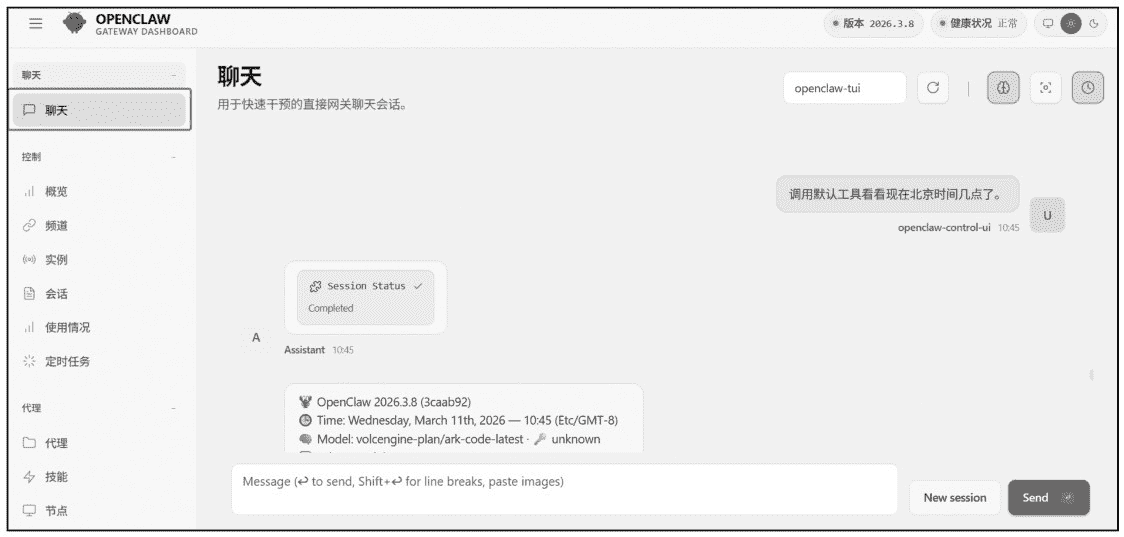 OPENCLAW
GATEWAY DASHBOARD
版本 2026.3.8
健康状况 正常
聊天
聊天
控制
概览
频道
实例
会话
使用情况
定时任务
代理
代理
技能
节点
聊天
用于快速干预的直接网关聊天会话。
openclaw-tui
调用默认工具看看现在北京时间几点了。
U
openclaw-control-ui 10:45
Session Status
Completed
A
Assistant 10:45
OpenClaw 2026.3.8 (3caab92)
Time: Wednesday, March 11th, 2026 — 10:45 (Etc/GMT-8)
Model: volcengine-plan/ark-code-latest · unknown
Message (↩ to send, Shift+↩ for line breaks, paste images)
New session
Send